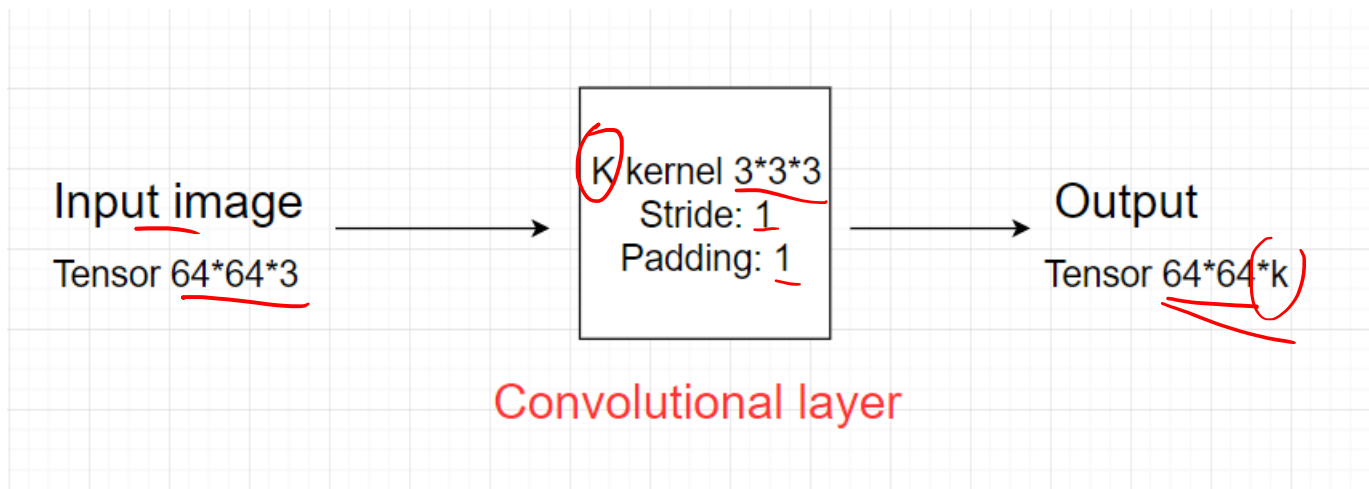 Input image
Tensor 64*64*3
K kernel 3*3*3
Stride: 1
Padding: 1
Output
Tensor 64*64*k
Convolutional layer